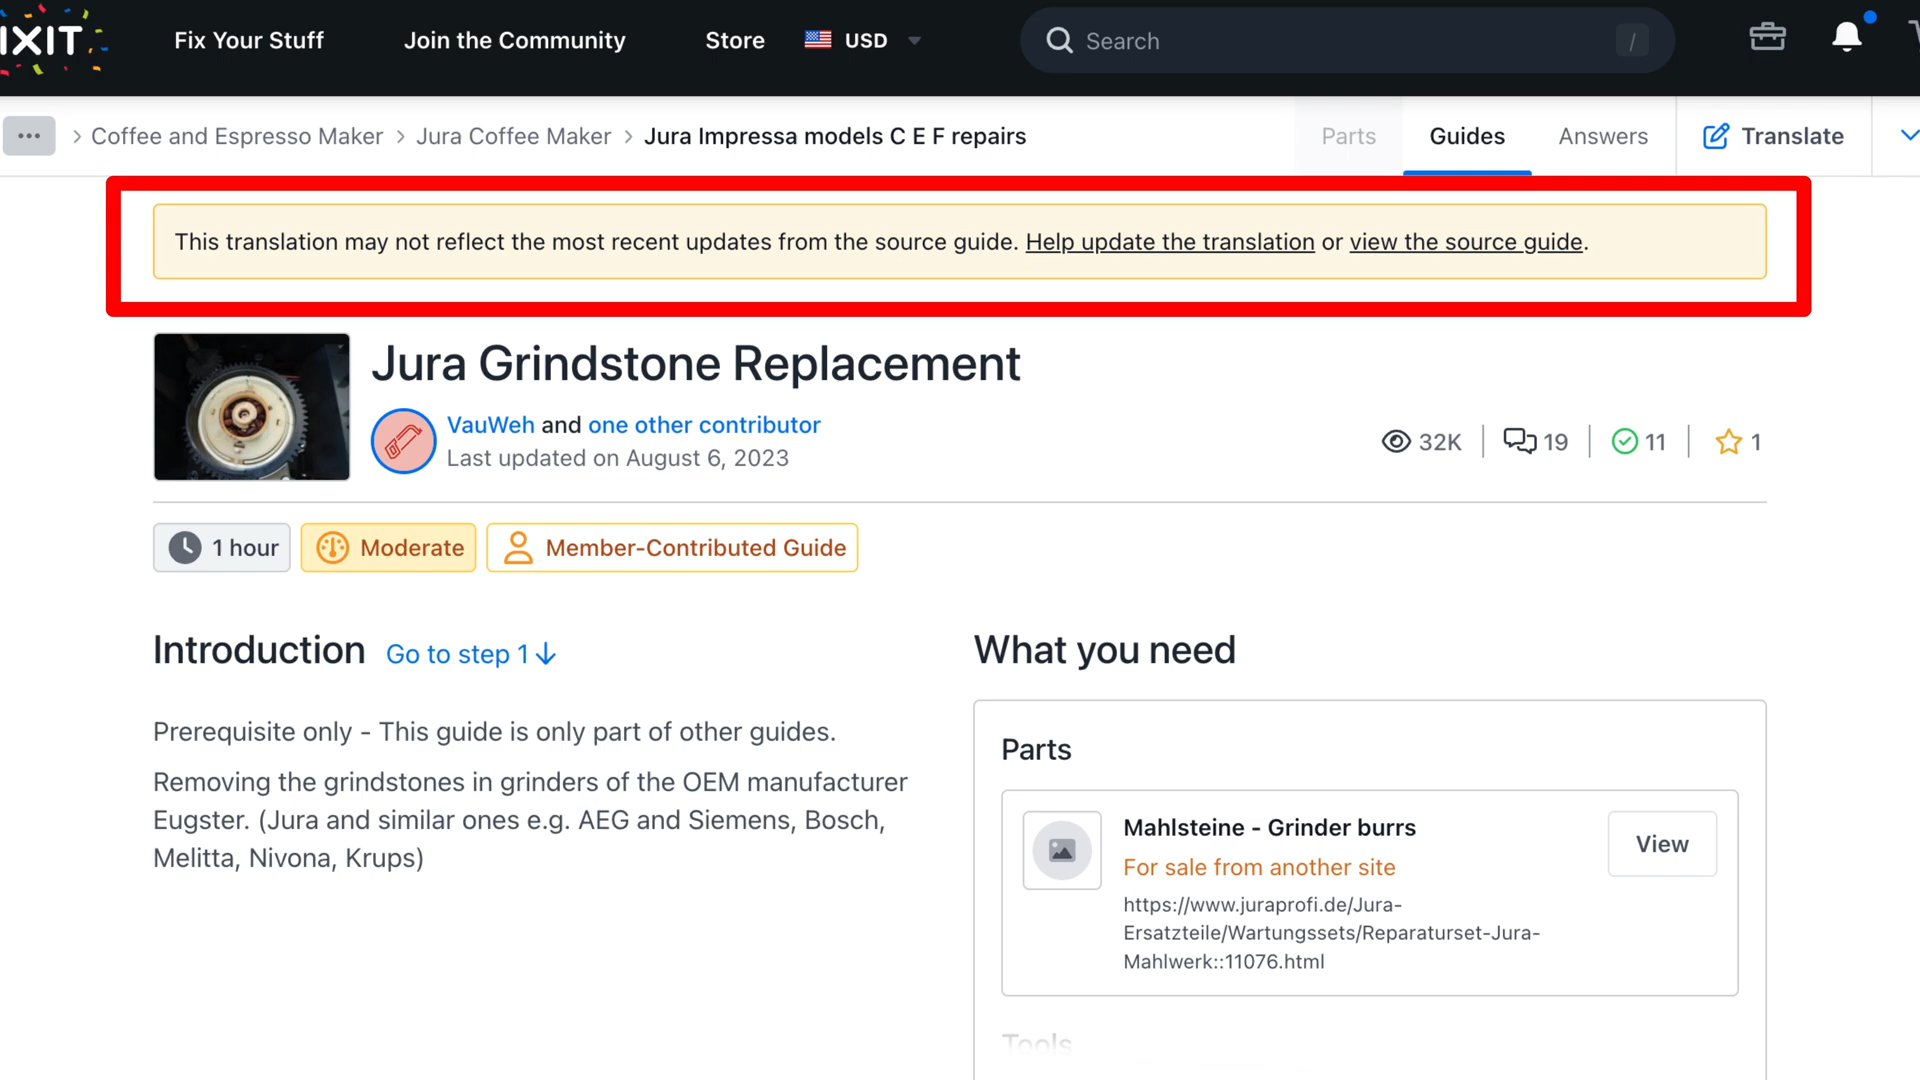 IXIT
Fix Your Stuff
Join the Community
Store
USD
Search
/
Coffee and Espresso Maker
Jura Coffee Maker
Jura Impressa models C E F repairs
Parts
Guides
Answers
Translate
This translation may not reflect the most recent updates from the source guide. Help update the translation or view the source guide.
Jura Grindstone Replacement
VauWeh and one other contributor
Last updated on August 6, 2023
32K
19
11
1
1 hour
Moderate
Member-Contributed Guide
Introduction
Go to step 1
Prerequisite only - This guide is only part of other guides.
Removing the grindstones in grinders of the OEM manufacturer
Eugster. (Jura and similar ones e.g. AEG and Siemens, Bosch,
Melitta, Nivona, Krups)
What you need
Parts
Mahlsteine - Grinder burrs
For sale from another site
https://www.juraprofi.de/Jura-
Ersatzteile/Wartungssets/Reparaturset-Jura-
Mahlwerk::11076.html
View
Tools